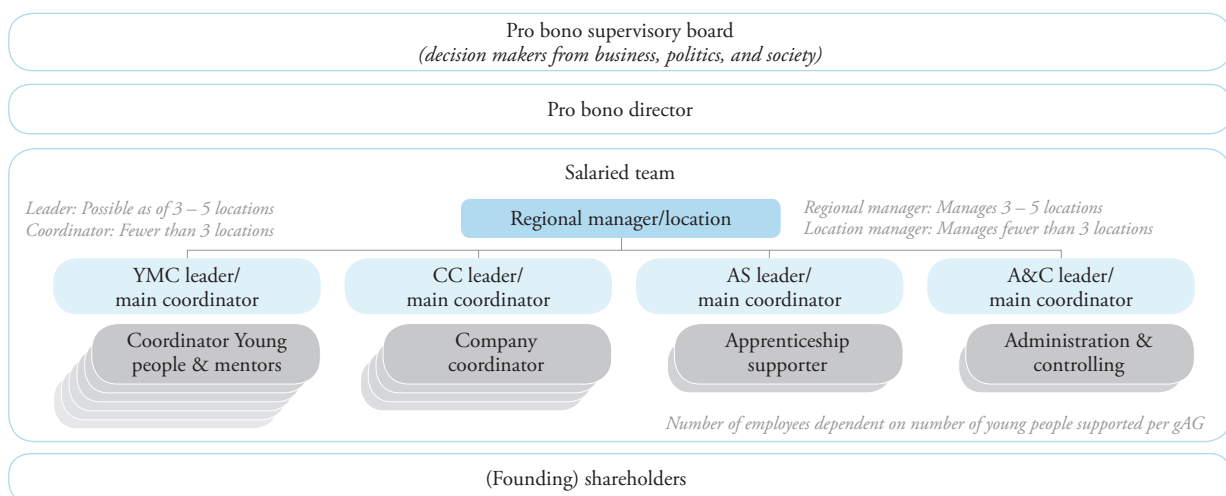 Pro bono supervisory board
(decision makers from business, politics, and society)
Pro bono director
Salaried team
Leader: Possible as of 3 – 5 locations
Coordinator: Fewer than 3 locations
Regional manager/location
Regional manager: Manages 3 – 5 locations
Location manager: Manages fewer than 3 locations
YMC leader/
main coordinator
CC leader/
main coordinator
AS leader/
main coordinator
A&C leader/
main coordinator
Coordinator Young
people & mentors
Company
coordinator
Apprenticeship
supporter
Administration &
controlling
Number of employees dependent on number of young people supported per gAG
(Founding) shareholders